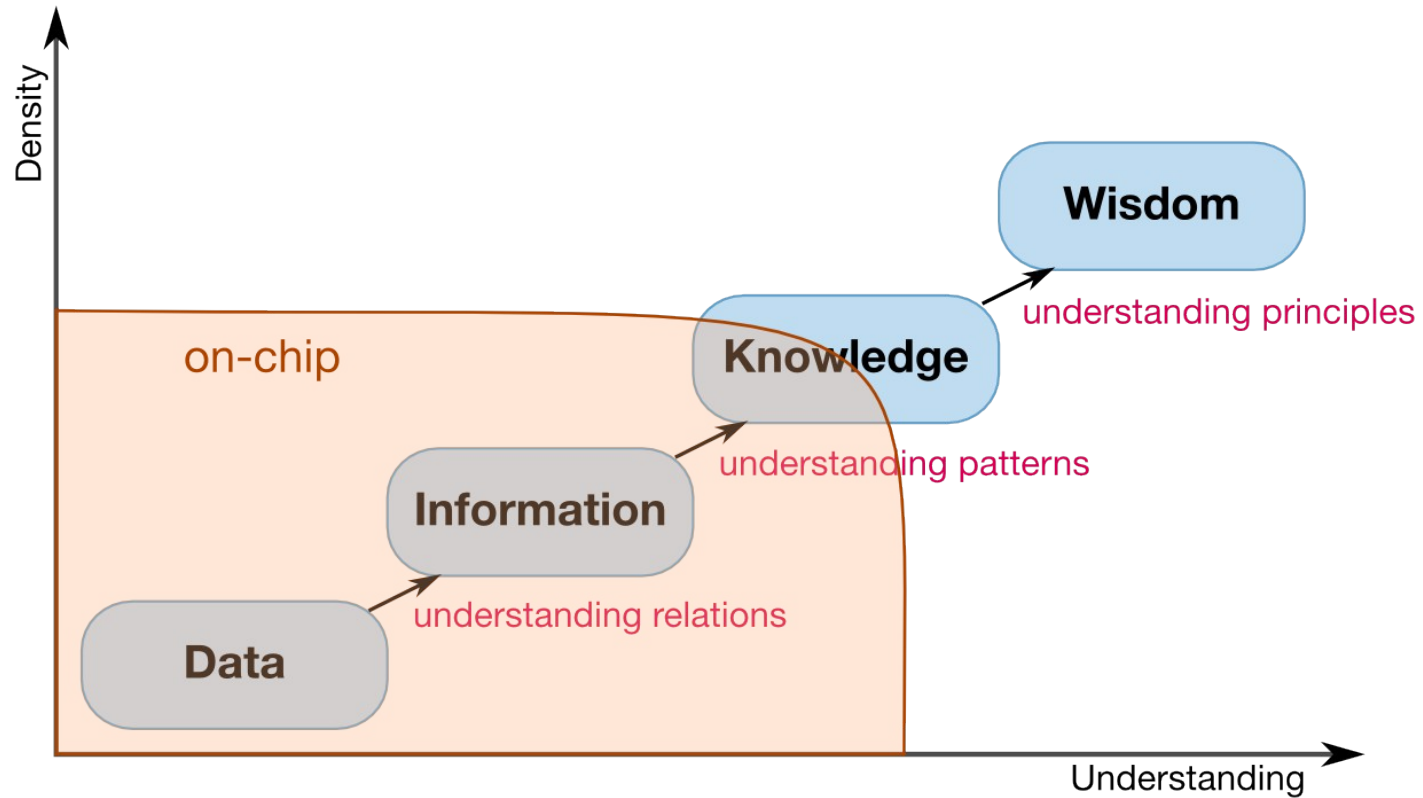 Density
Wisdom
understanding principles
on-chip
Knowledge
understanding patterns
Information
understanding relations
Data
Understanding